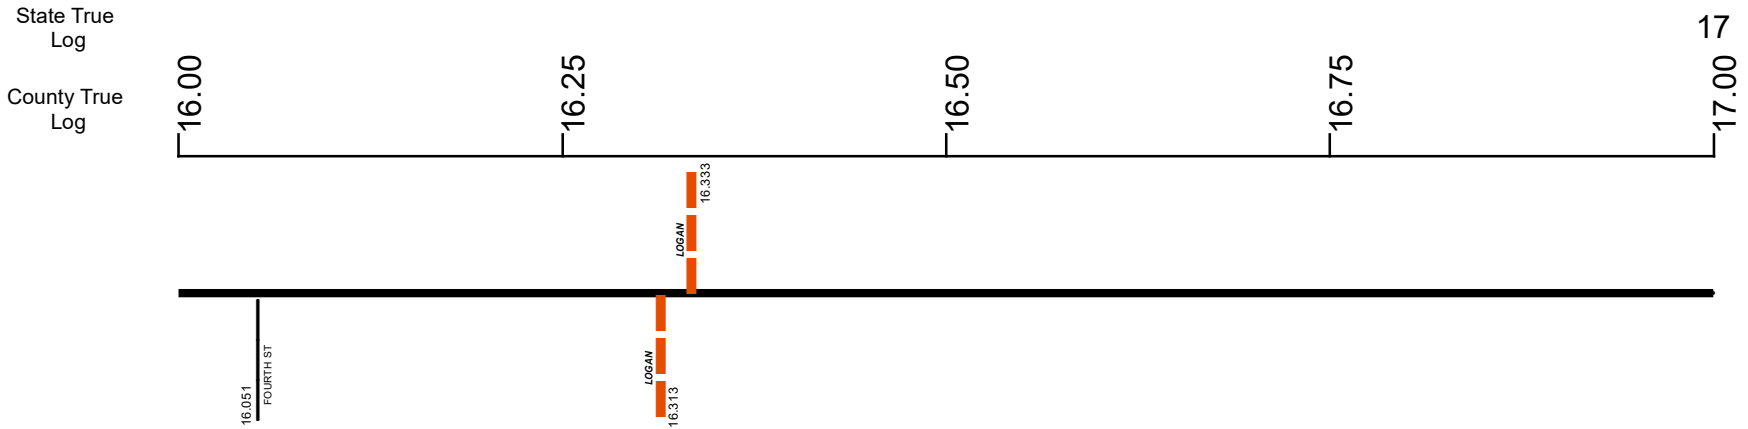 State True
Log
17
County True
Log
16.00
16.25
16.50
16.75
17.00
LOGAN
16.333
16.051
FOURTH ST
LOGAN
16.313